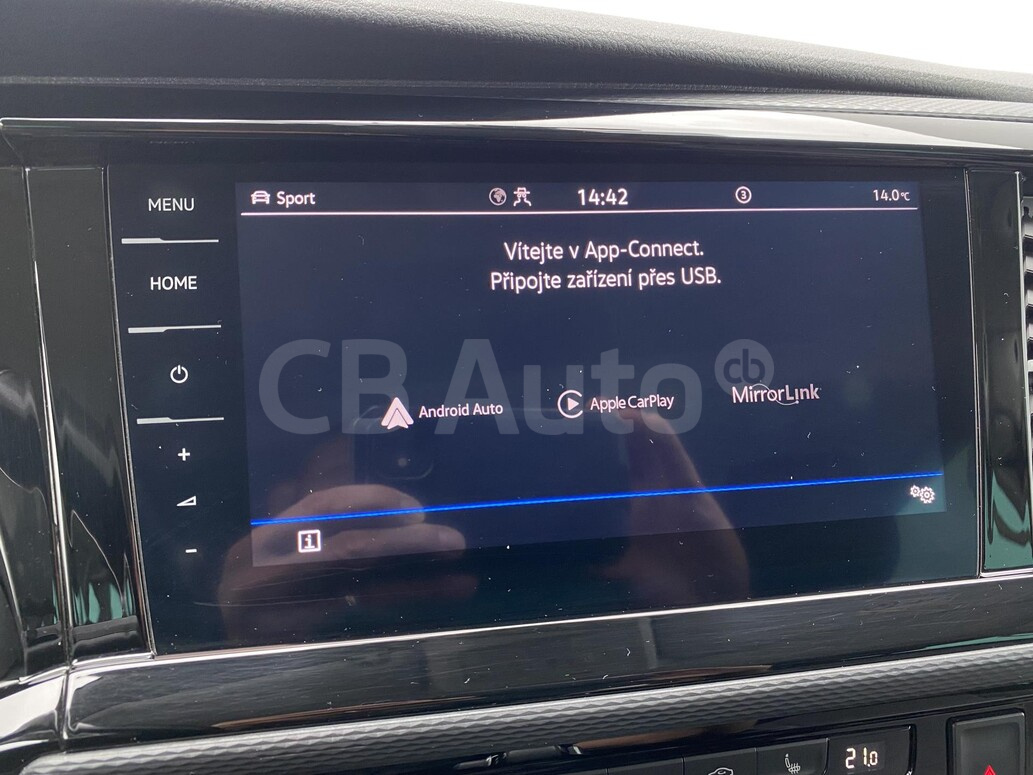 MENU
HOME
+
-
Sport
14:42
3
14.0°C
Vítejte v App-Connect.
Připojte zařízení přes USB.
CB Auto cb
Android Auto
Apple CarPlay
MirrorLink
i
21.0